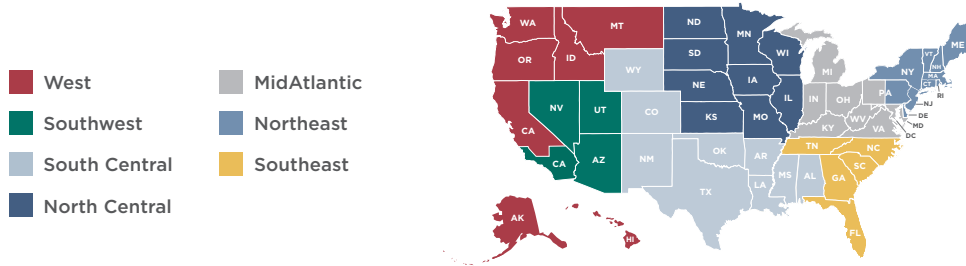 West
Southwest
South Central
North Central
MidAtlantic
Northeast
Southeast
WA
MT
ND
MN
ME
OR
ID
SD
WI
VT
NH
NY
MA
CT
RI
WY
MI
IA
NE
PA
NJ
NV
UT
CO
IL
IN
OH
DE
MD
DC
CA
KS
MO
KY
WV
VA
CA
AZ
NM
OK
AR
TN
NC
MS
AL
GA
SC
TX
LA
FL
AK
HI